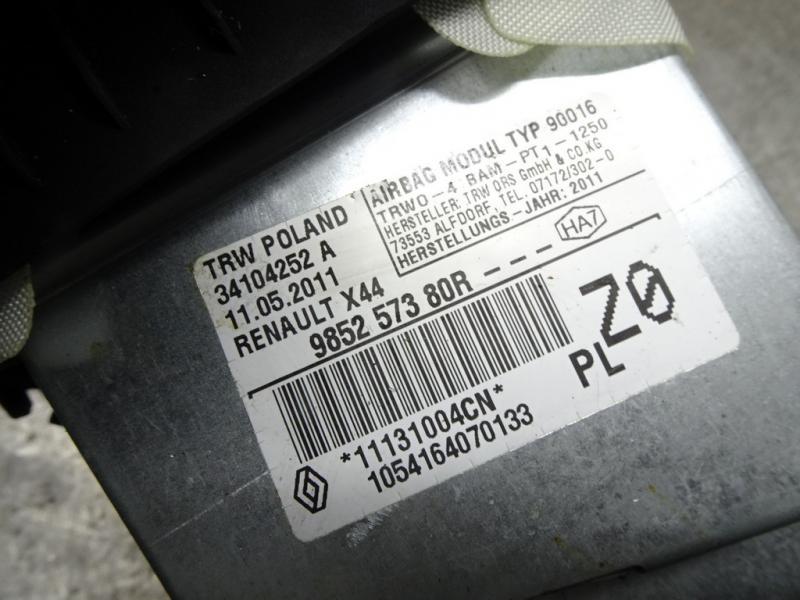 TRW POLAND
34104252 A
11.05.2011
RENAULT X44
AIRBAG MODUL TYP 90016
TRWO-4 BAM-PT1-1250
HERSTELLER: TRW ORS GmbH & CO.KG
73553 ALFDORF, TEL. 07172/302-0
HERSTELLUNGS-JAHR: 2011
HA7
9852 573 80R - - -
*11131004CN*
1054164070133
Z0
PL